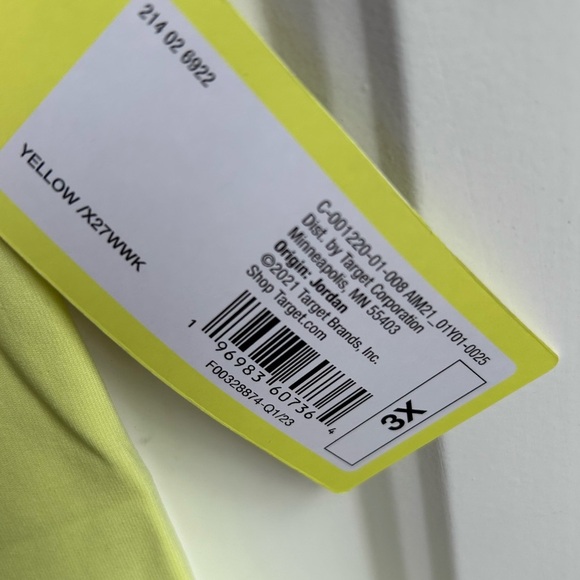 214 02 6922
YELLOW /X27WWK
C-001220-01-008 AIM21_01Y01-0025
Dist. by Target Corporation
Minneapolis, MN 55403
Origin: Jordan
©2021 Target Brands, Inc.
Shop Target.com
1 96983 60736 4
F00328874-Q1/23
3X